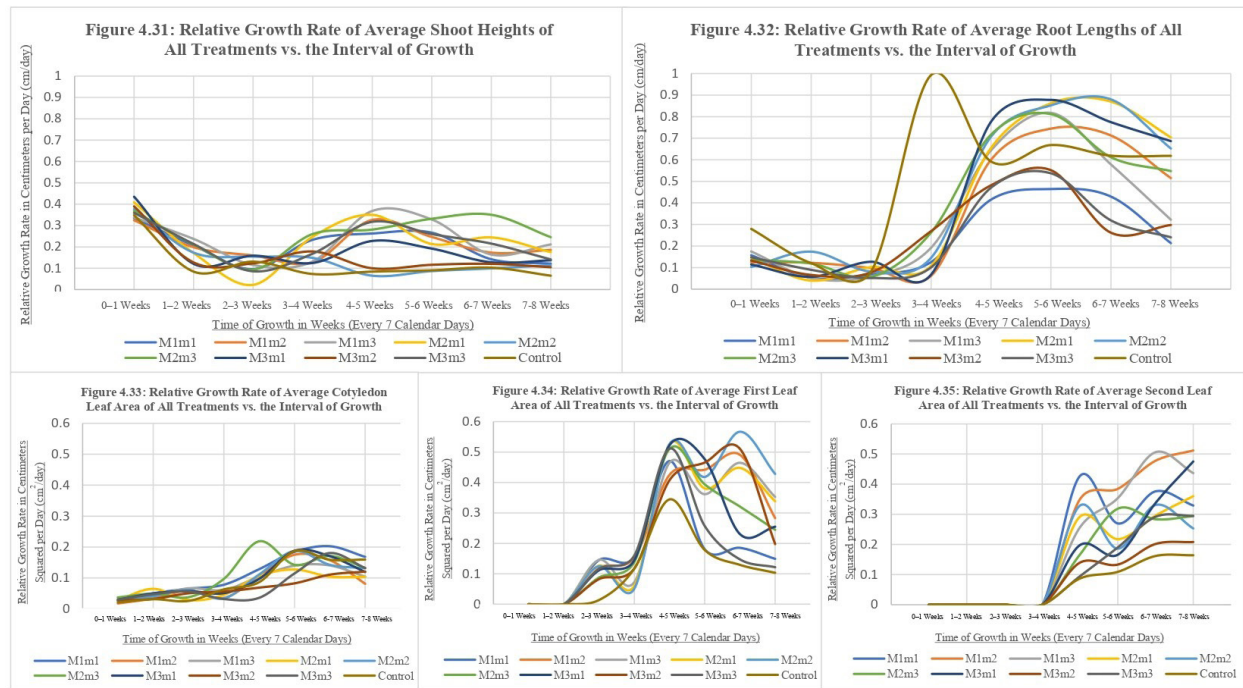 Figure 4.31: Relative Growth Rate of Average Shoot Heights of
All Treatments vs. the Interval of Growth
Relative Growth Rate in Centimeters per Day (cm/day)
1
0.9
0.8
0.7
0.6
0.5
0.4
0.3
0.2
0.1
0
0–1 Weeks 1–2 Weeks 2–3 Weeks 3–4 Weeks 4-5 Weeks 5-6 Weeks 6-7 Weeks 7-8 Weeks
Time of Growth in Weeks (Every 7 Calendar Days)
M1m1 M1m2 M1m3 M2m1 M2m2
M2m3 M3m1 M3m2 M3m3 Control
Figure 4.32: Relative Growth Rate of Average Root Lengths of All
Treatments vs. the Interval of Growth
Relative Growth Rate in Centimeters per Day (cm/day)
1
0.9
0.8
0.7
0.6
0.5
0.4
0.3
0.2
0.1
0
0–1 Weeks 1–2 Weeks 2–3 Weeks 3–4 Weeks 4-5 Weeks 5-6 Weeks 6-7 Weeks 7-8 Weeks
Time of Growth in Weeks (Every 7 Calendar Days)
M1m1 M1m2 M1m3 M2m1 M2m2
M2m3 M3m1 M3m2 M3m3 Control
Figure 4.33: Relative Growth Rate of Average Cotyledon
Leaf Area of All Treatments vs. the Interval of Growth
Relative Growth Rate in Centimeters
Squared per Day (cm²/day)
0.6
0.5
0.4
0.3
0.2
0.1
0
0–1 Weeks 1–2 Weeks 2–3 Weeks 3–4 Weeks 4-5 Weeks 5-6 Weeks 6-7 Weeks 7-8 Weeks
Time of Growth in Weeks (Every 7 Calendar Days)
M1m1 M1m2 M1m3 M2m1 M2m2
M2m3 M3m1 M3m2 M3m3 Control
Figure 4.34: Relative Growth Rate of Average First Leaf
Area of All Treatments vs. the Interval of Growth
Relative Growth Rate in Centimeters
Squared per Day (cm²/day)
0.6
0.5
0.4
0.3
0.2
0.1
0
0–1 Weeks 1–2 Weeks 2–3 Weeks 3–4 Weeks 4-5 Weeks 5-6 Weeks 6-7 Weeks 7-8 Weeks
Time of Growth in Weeks (Every 7 Calendar Days)
M1m1 M1m2 M1m3 M2m1 M2m2
M2m3 M3m1 M3m2 M3m3 Control
Figure 4.35: Relative Growth Rate of Average Second Leaf
Area of All Treatments vs. the Interval of Growth
Relative Growth Rate in Centimeters
Squared per Day (cm²/day)
0.6
0.5
0.4
0.3
0.2
0.1
0
0–1 Weeks 1–2 Weeks 2–3 Weeks 3–4 Weeks 4-5 Weeks 5-6 Weeks 6-7 Weeks 7-8 Weeks
Time of Growth in Weeks (Every 7 Calendar Days)
M1m1 M1m2 M1m3 M2m1 M2m2
M2m3 M3m1 M3m2 M3m3 Control